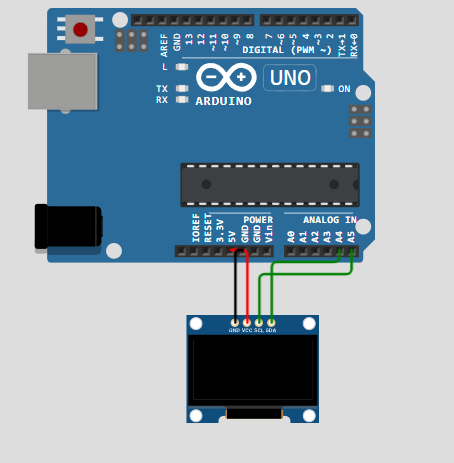 AREF
GND
13
12
~11
~10
~9
8
7
~6
~5
4
~3
2
TX→1
RX←0
DIGITAL (PWM ~)
L
TX
RX
UNO
ON
ARDUINO
IOREF
RESET
3.3V
5V
GND
GND
Vin
POWER
ANALOG IN
A0
A1
A2
A3
A4
A5
GND VCC SCL SDA